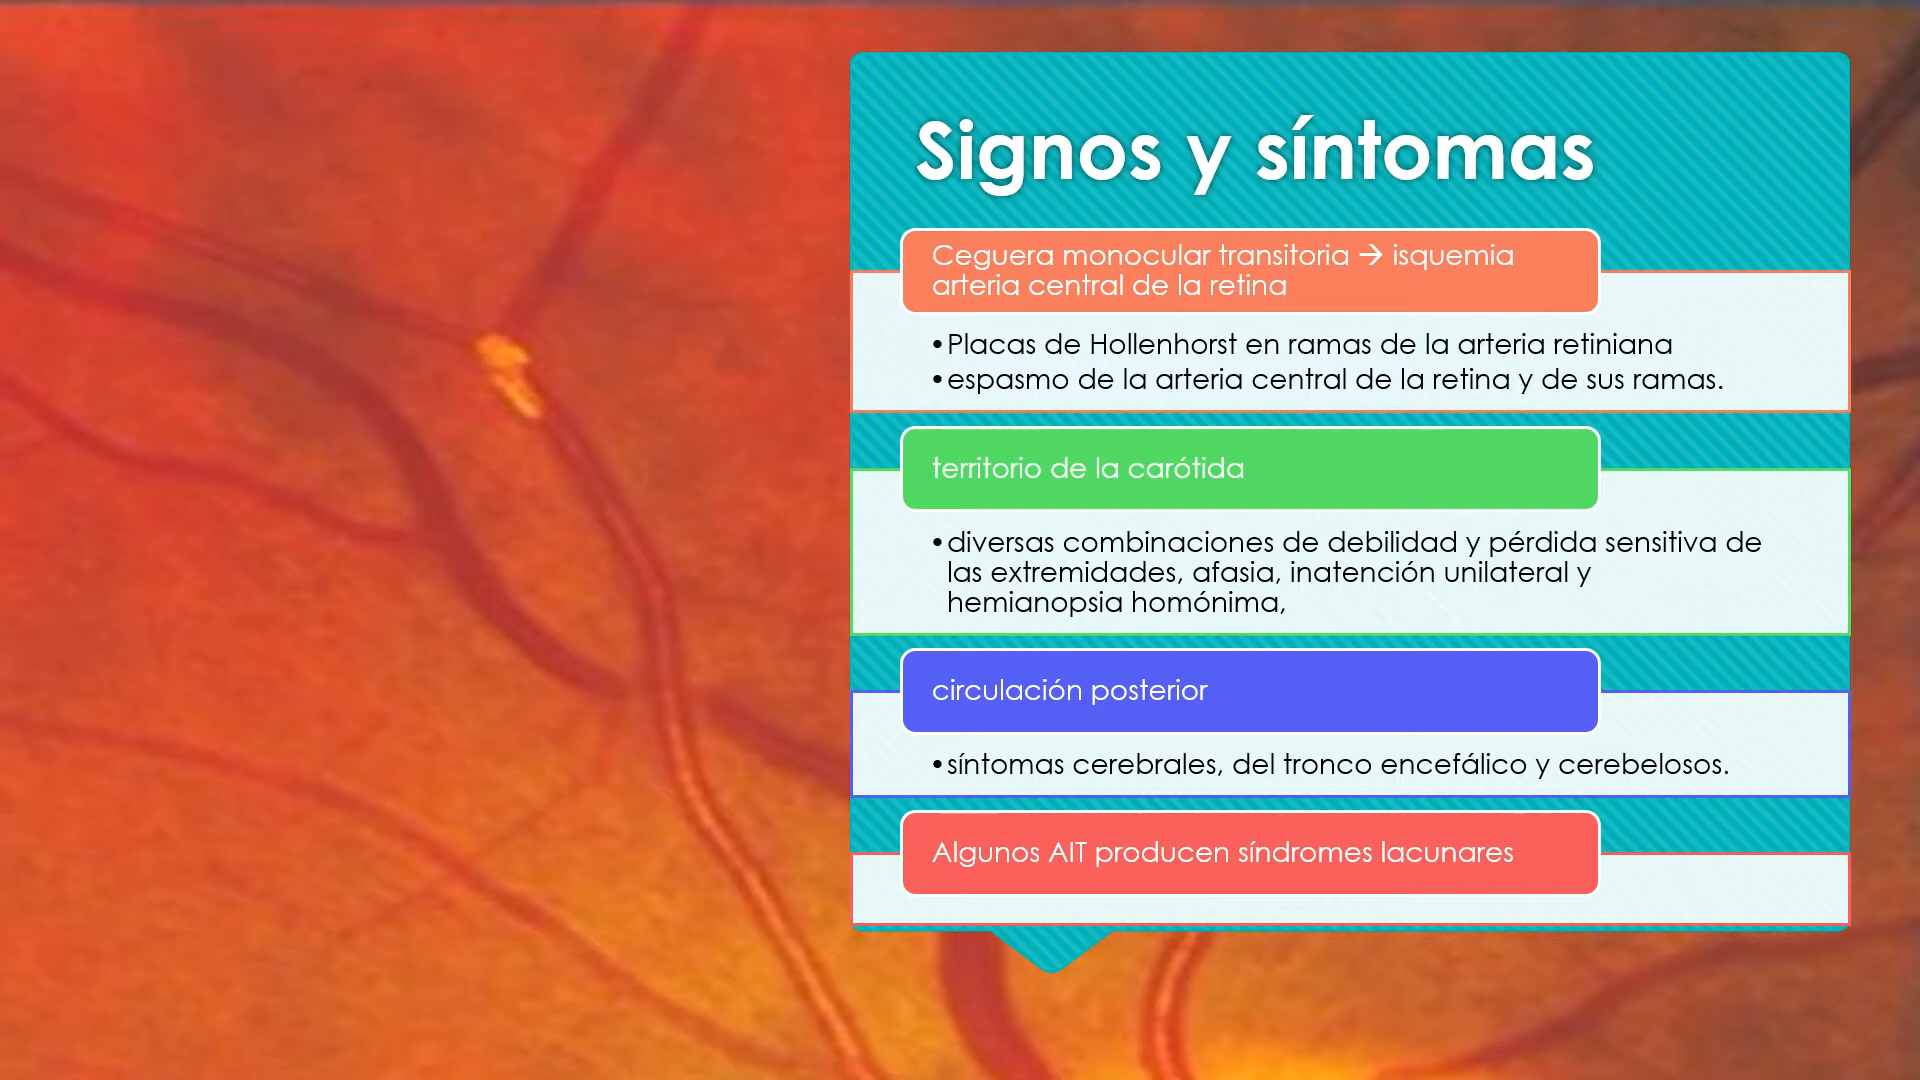 Signos y síntomas
Ceguera monocular transitoria → isquemia
arteria central de la retina
•Placas de Hollenhorst en ramas de la arteria retiniana
•espasmo de la arteria central de la retina y de sus ramas.
territorio de la carótida
•diversas combinaciones de debilidad y pérdida sensitiva de
las extremidades, afasia, inatención unilateral y
hemianopsia homónima,
circulación posterior
•síntomas cerebrales, del tronco encefálico y cerebelosos.
Algunos AIT producen síndromes lacunares